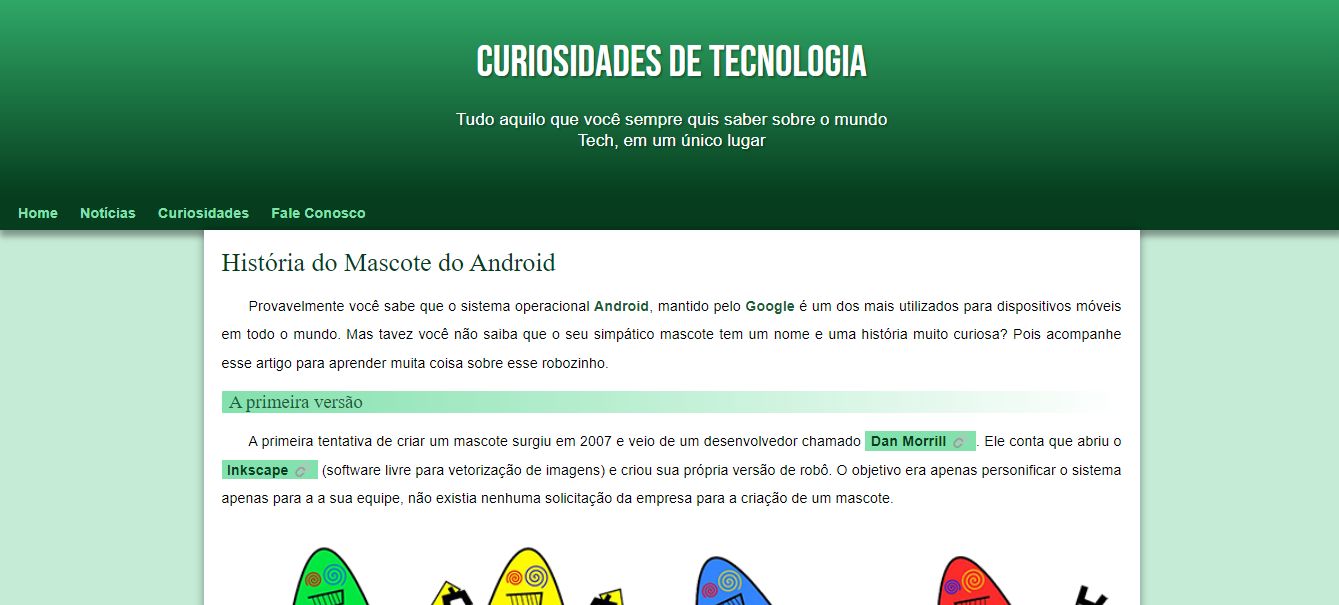 CURIOSIDADES DE TECNOLOGIA
Tudo aquilo que você sempre quis saber sobre o mundo
Tech, em um único lugar
Home Notícias Curiosidades Fale Conosco
História do Mascote do Android
Provavelmente você sabe que o sistema operacional Android, mantido pelo Google é um dos mais utilizados para dispositivos móveis
em todo o mundo. Mas tavez você não saiba que o seu simpático mascote tem um nome e uma história muito curiosa? Pois acompanhe
esse artigo para aprender muita coisa sobre esse robozinho.
A primeira versão
A primeira tentativa de criar um mascote surgiu em 2007 e veio de um desenvolvedor chamado Dan Morrill . Ele conta que abriu o
Inkscape (software livre para vetorização de imagens) e criou sua própria versão de robô. O objetivo era apenas personificar o sistema
apenas para a a sua equipe, não existia nenhuma solicitação da empresa para a criação de um mascote.